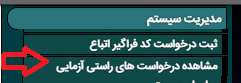 مدیریت سیستم
ثبت درخواست کد فراگیر اتباع
مشاهده درخواست های راستی آزمایی